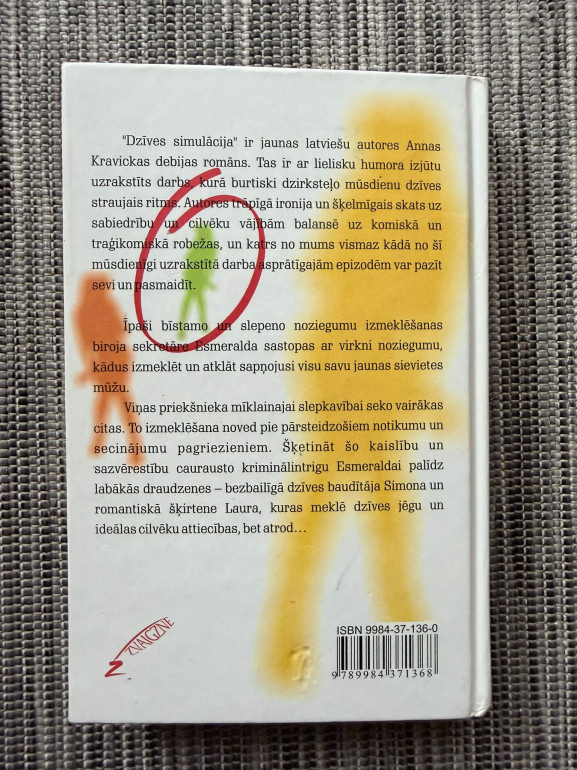 "Dzīves simulācija" ir jaunas latviešu autores Annas
Kravickas debijas romāns. Tas ir ar lielisku humora izjūtu
uzrakstīts darbs, kurā burtiski dzirksteļo mūsdienu dzīves
straujais ritms. Autores trāpīgā ironija un šķelmīgais skats uz
sabiedrību un cilvēku vājībām balansē uz komiskā un
traģikomiskā robežas, un katrs no mums vismaz kādā no šī
mūsdienīgi uzrakstītā darba asprātīgajām epizodēm var pazīt
sevi un pasmaidīt.
Īpaši bīstamo un slepeno noziegumu izmeklēšanas
biroja sekretāre Esmeralda sastopas ar virkni noziegumu,
kādus izmeklēt un atklāt sapņojusi visu savu jaunas sievietes
mūžu.
Viņas priekšnieka mīklainajai slepkavībai seko vairākas
citas. To izmeklēšana noved pie pārsteidzošiem notikumu un
secinājumu pagriezieniem. Šķetināt šo kaislību un
sazvērestību caurausto kriminālintrigu Esmeraldai palīdz
labākās draudzenes – bezbailīgā dzīves baudītāja Simona un
romantiskā šķirtene Laura, kuras meklē dzīves jēgu un
ideālas cilvēku attiecības, bet atrod...
ZVAIGZNE
ISBN 9984-37-136-0
9 789984 371368